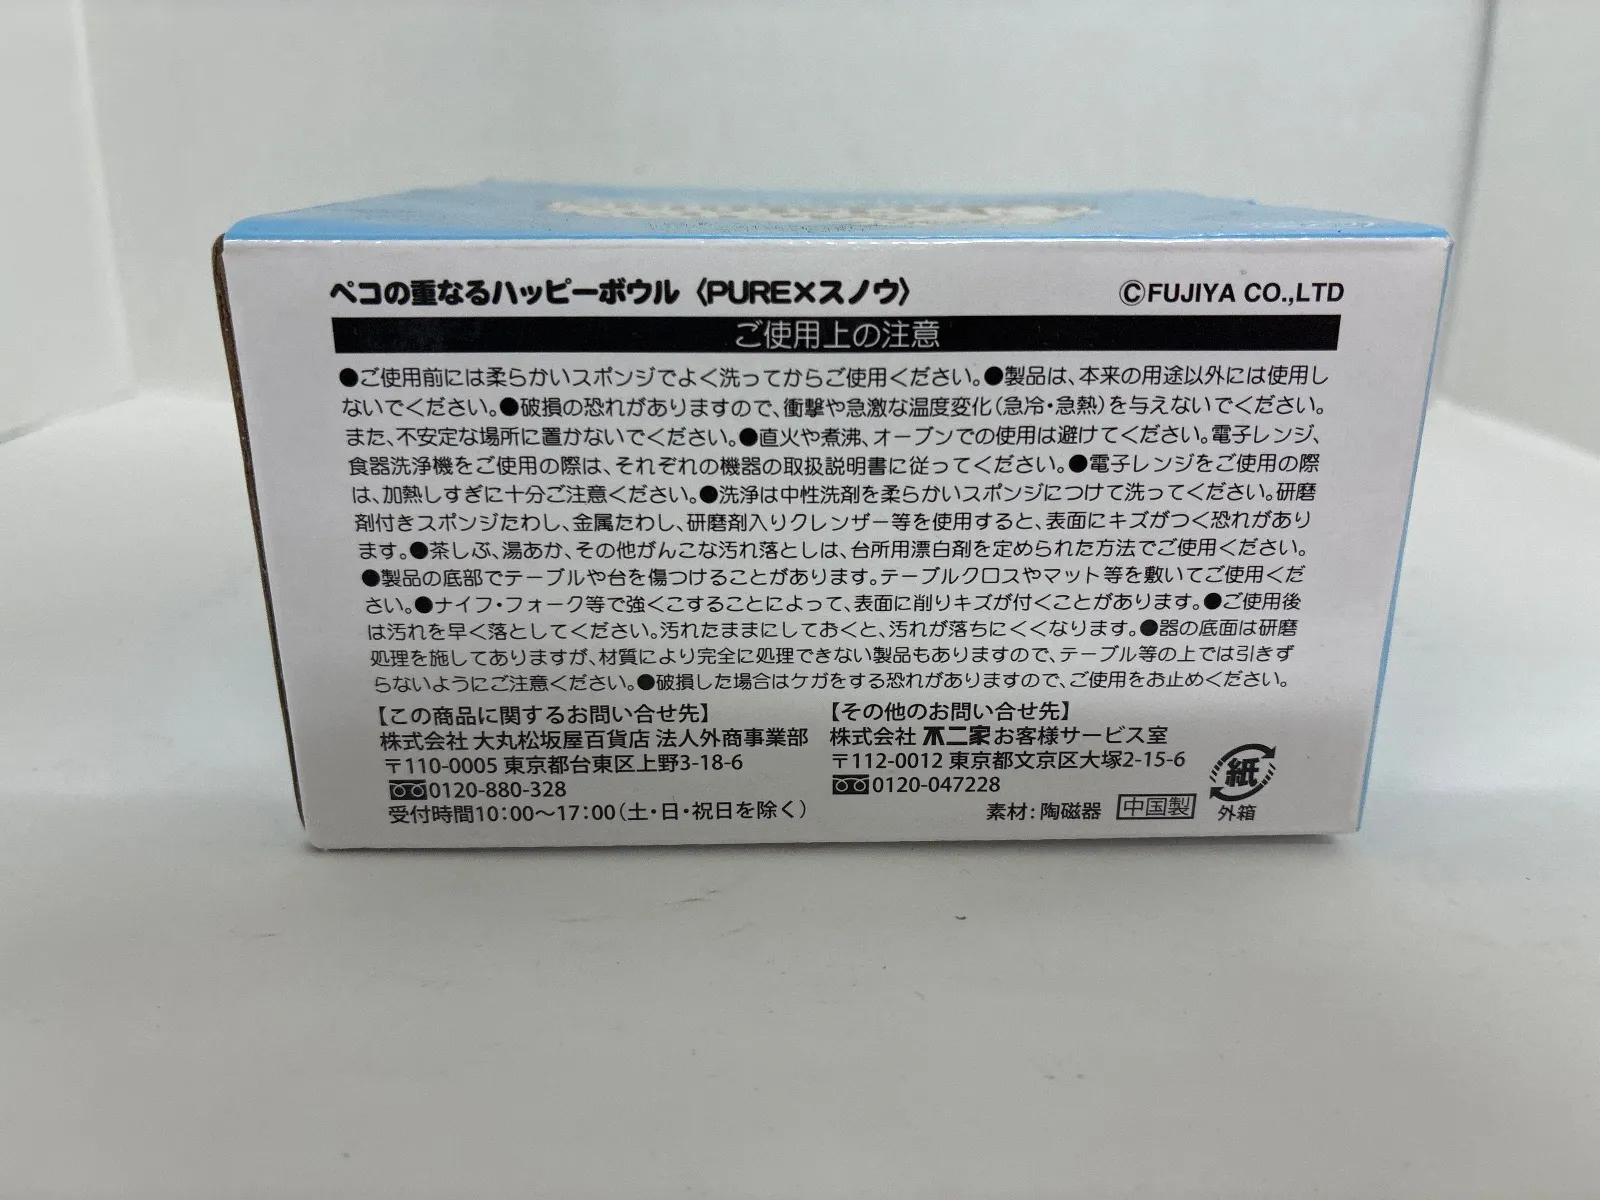 ペコの重なるハッピーボウル〈PURE×スノウ〉 ©FUJIYA CO.,LTD
ご使用上の注意
●ご使用前には柔らかいスポンジでよく洗ってからご使用ください。●製品は、本来の用途以外には使用し
ないでください。●破損の恐れがありますので、衝撃や急激な温度変化（急冷・急熱）を与えないでください。
また、不安定な場所に置かないでください。●直火や煮沸、オーブンでの使用は避けてください。電子レンジ、
食器洗浄機をご使用の際は、それぞれの機器の取扱説明書に従ってください。●電子レンジをご使用の際
は、加熱しすぎに十分ご注意ください。●洗浄は中性洗剤を柔らかいスポンジにつけて洗ってください。研磨
剤付きスポンジたわし、金属たわし、研磨剤入りクレンザー等を使用すると、表面にキズがつく恐れがあり
ます。●茶しぶ、湯あか、その他がんこな汚れ落としは、台所用漂白剤を定められた方法でご使用ください。
●製品の底部でテーブルや台を傷つけることがあります。テーブルクロスやマット等を敷いてご使用くだ
さい。●ナイフ・フォーク等で強くこすることによって、表面に削りキズが付くことがあります。●ご使用後
は汚れを早く落としてください。汚れたままにしておくと、汚れが落ちにくくなります。●器の底面は研磨
処理を施してありますが、材質により完全に処理できない製品もありますので、テーブル等の上では引きず
らないようにご注意ください。●破損した場合はケガをする恐れがありますので、ご使用をお止めください。
【この商品に関するお問い合せ先】
株式会社 大丸松坂屋百貨店 法人外商事業部
〒110-0005 東京都台東区上野3-18-6
0120-880-328
受付時間10：00～17：00（土・日・祝日を除く）
【その他のお問い合せ先】
株式会社 不二家 お客様サービス室
〒112-0012 東京都文京区大塚2-15-6
0120-047228
素材：陶磁器 中国製
紙
外箱